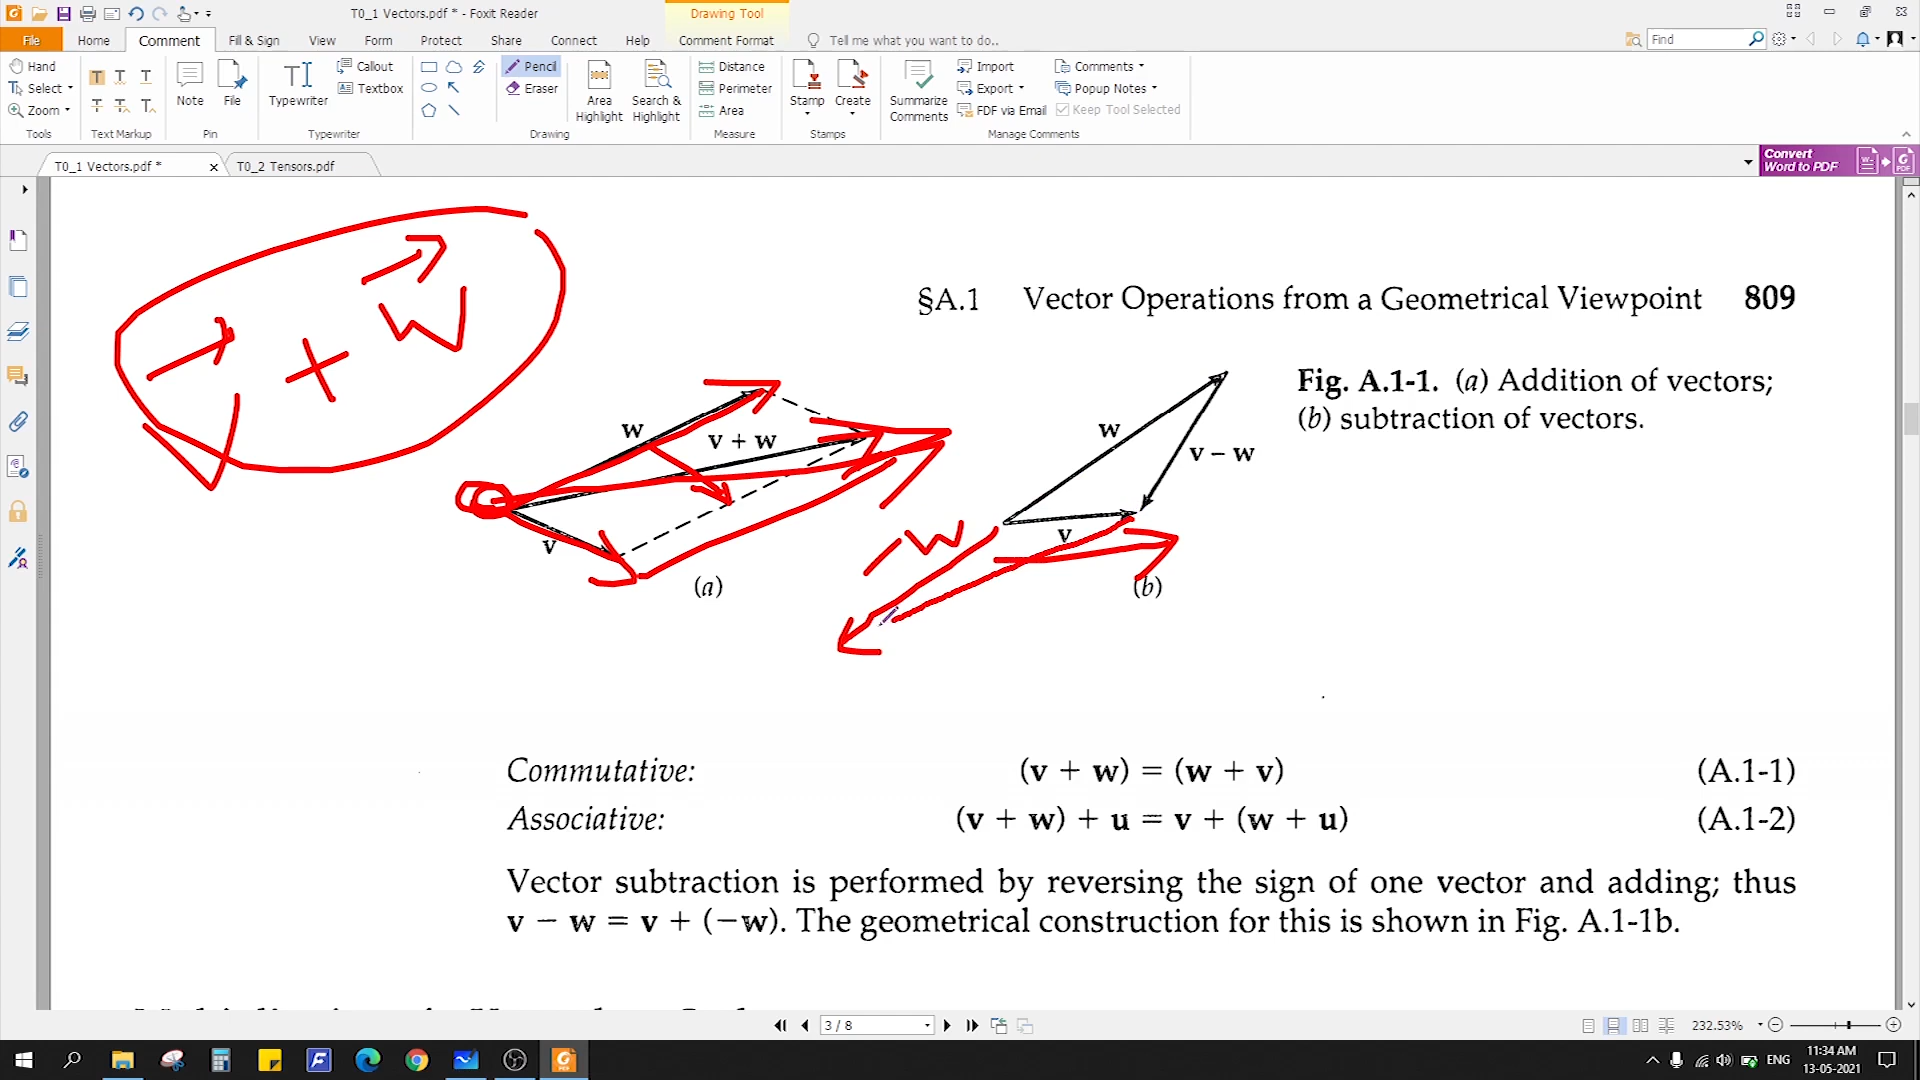 T0_1 Vectors.pdf * - Foxit Reader
Drawing Tool
File Home Comment Fill & Sign View Form Protect Share Connect Help Comment Format Tell me what you want to do.. Find
Hand
Select
Zoom
Tools
T T T
Text Markup
Note File
Pin
Typewriter
Callout
Textbox
Typewriter
Pencil
Eraser
Area Highlight
Search & Highlight
Drawing
Distance
Perimeter
Area
Measure
Stamp Create
Stamps
Summarize Comments
Import
Export
FDF via Email
Comments
Popup Notes
Keep Tool Selected
Manage Comments
T0_1 Vectors.pdf * x T0_2 Tensors.pdf
Convert
Word to PDF
V + W
§A.1 Vector Operations from a Geometrical Viewpoint 809
Fig. A.1-1. (a) Addition of vectors;
(b) subtraction of vectors.
w
v + w
v
(a)
w
v – w
v
-W
(b)
Commutative: (v + w) = (w + v) (A.1-1)
Associative: (v + w) + u = v + (w + u) (A.1-2)
Vector subtraction is performed by reversing the sign of one vector and adding; thus
v – w = v + (–w). The geometrical construction for this is shown in Fig. A.1-1b.
3 / 8
232.53%
ENG
11:34 AM
13-05-2021